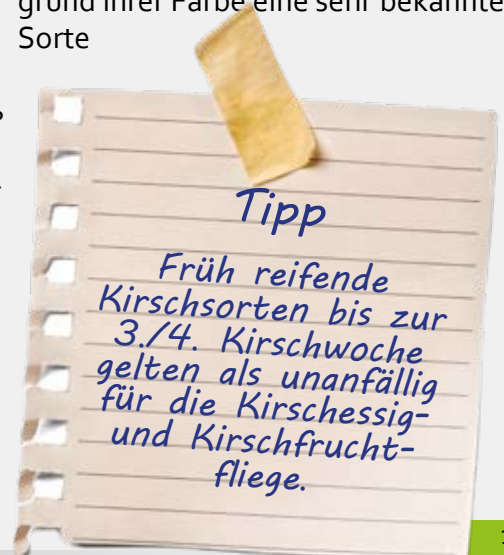 grund ihrer Farbe eine sehr bekannte
Sorte
Tipp
Früh reifende
Kirschsorten bis zur
3./4. Kirschwoche
gelten als unanfällig
für die Kirschessig-
und Kirschfrucht-
fliege.